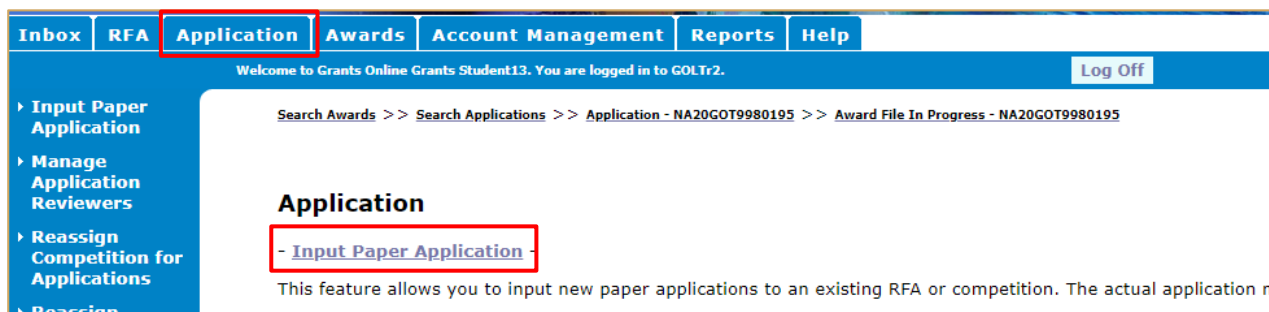 Inbox RFA Application Awards Account Management Reports Help
Welcome to Grants Online Grants Student13. You are logged in to GOLTr2. Log Off
Input Paper
Application
Manage
Application
Reviewers
Reassign
Competition for
Applications
Reassign
Search Awards >> Search Applications >> Application - NA20GOT9980195 >> Award File In Progress - NA20GOT9980195
Application
- Input Paper Application -
This feature allows you to input new paper applications to an existing RFA or competition. The actual application